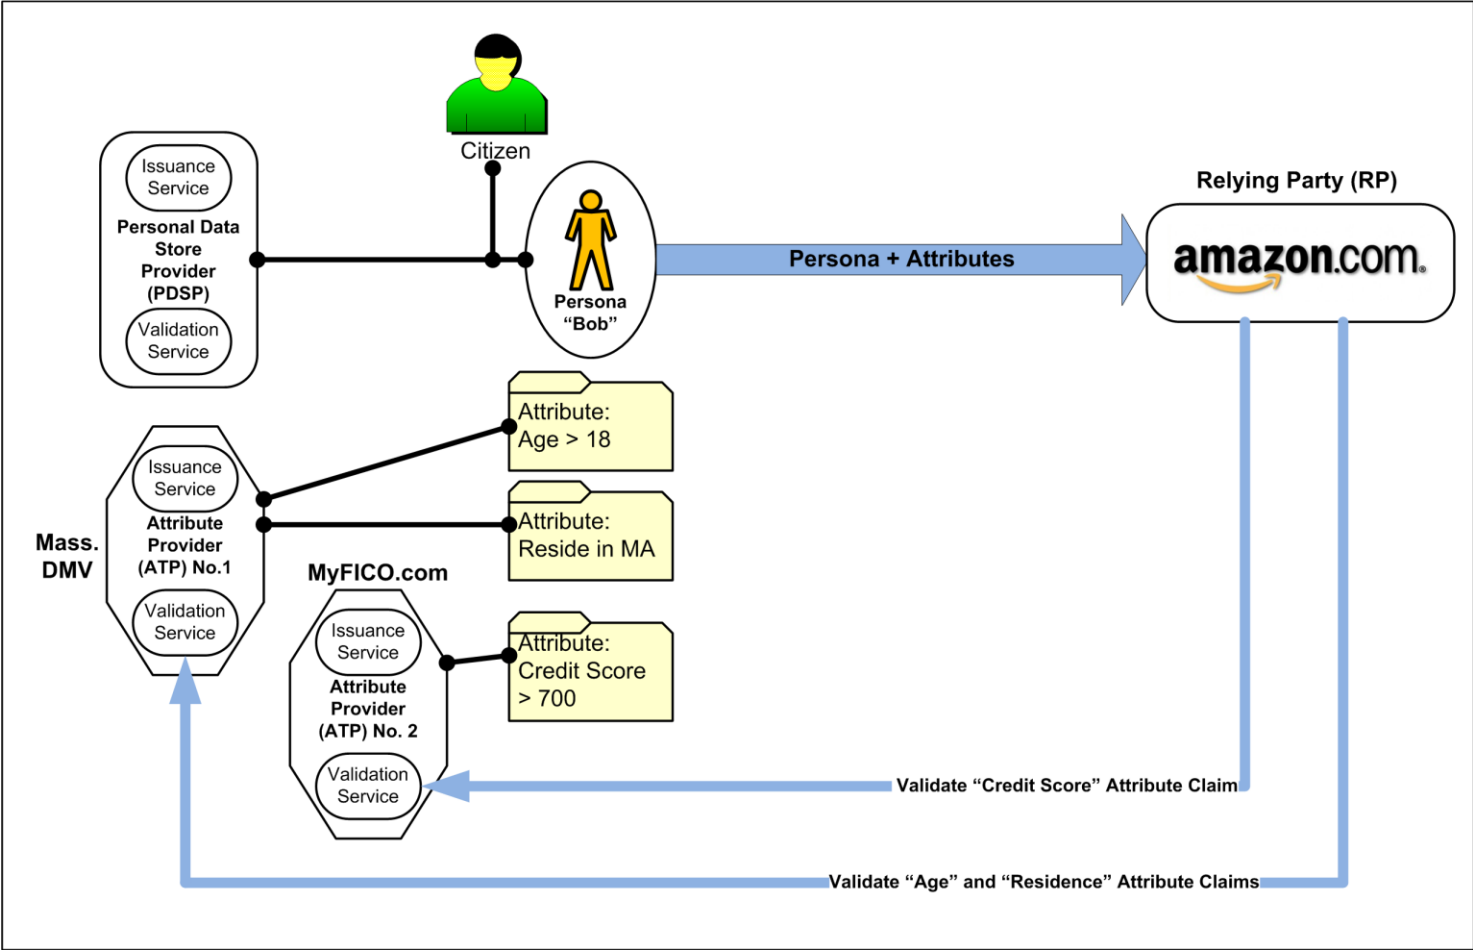 Citizen
Issuance
Service
Personal Data
Store
Provider
(PDSP)
Validation
Service
Persona
“Bob”
Persona + Attributes
Relying Party (RP)
amazon.com®
Attribute:
Age > 18
Attribute:
Reside in MA
Mass.
DMV
Issuance
Service
Attribute
Provider
(ATP) No.1
Validation
Service
MyFICO.com
Issuance
Service
Attribute
Provider
(ATP) No. 2
Validation
Service
Attribute:
Credit Score
> 700
Validate “Credit Score” Attribute Claim
Validate “Age” and “Residence” Attribute Claims